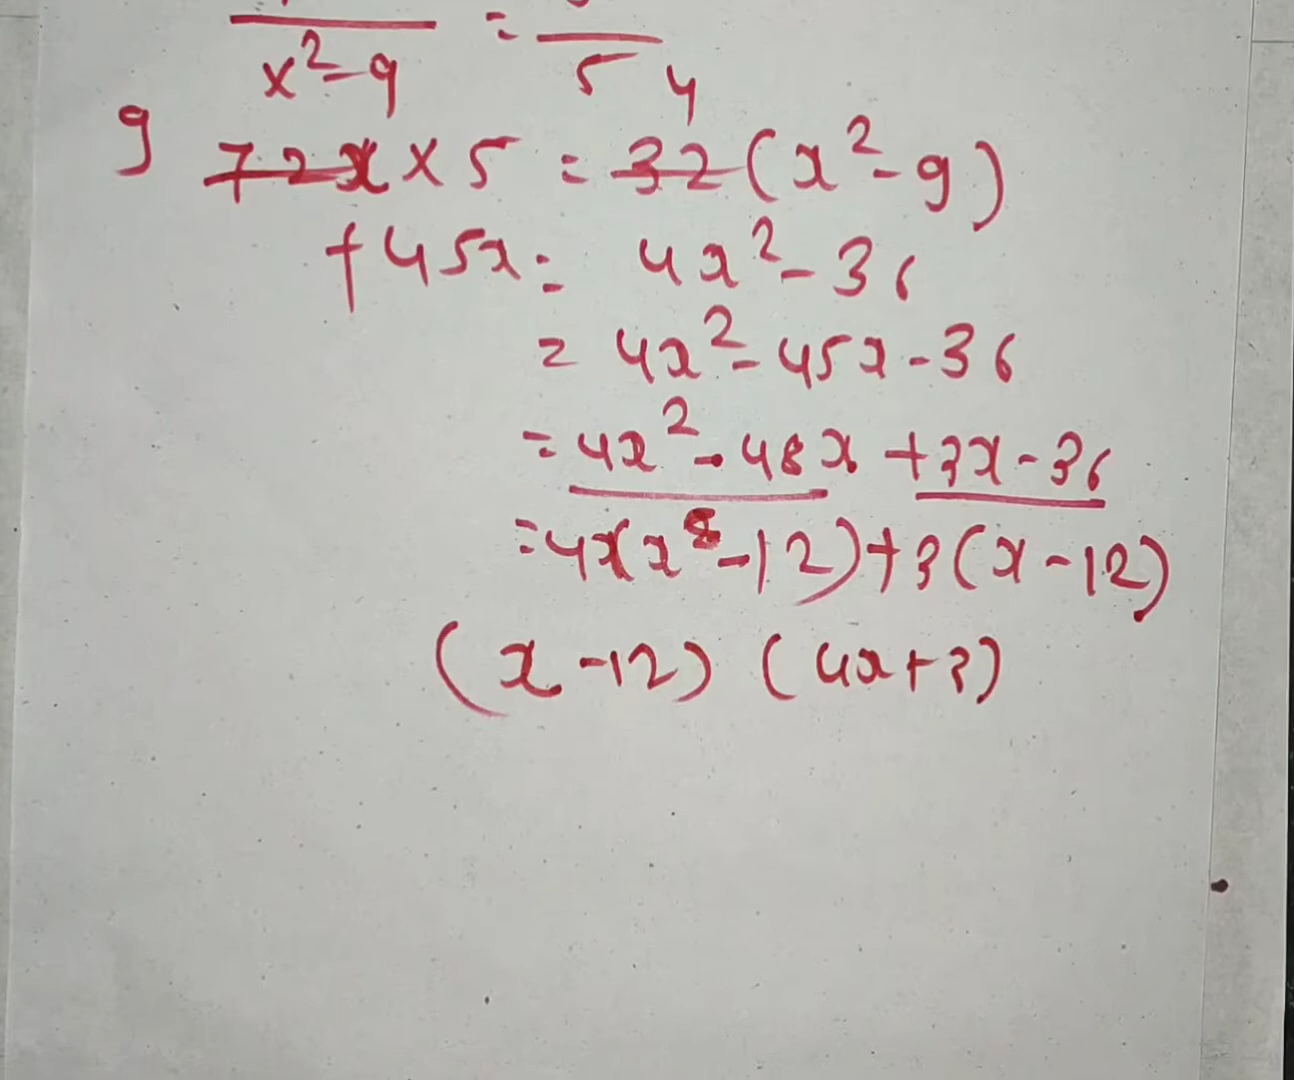 x²-9 = 5
9 4
72x×5 = 32(x²-9)
+45x = 4x²-36
= 4x²-45x-36
= 4x²-48x+3x-36
=4x(x-12)+3(x-12)
(x-12)(4x+3)